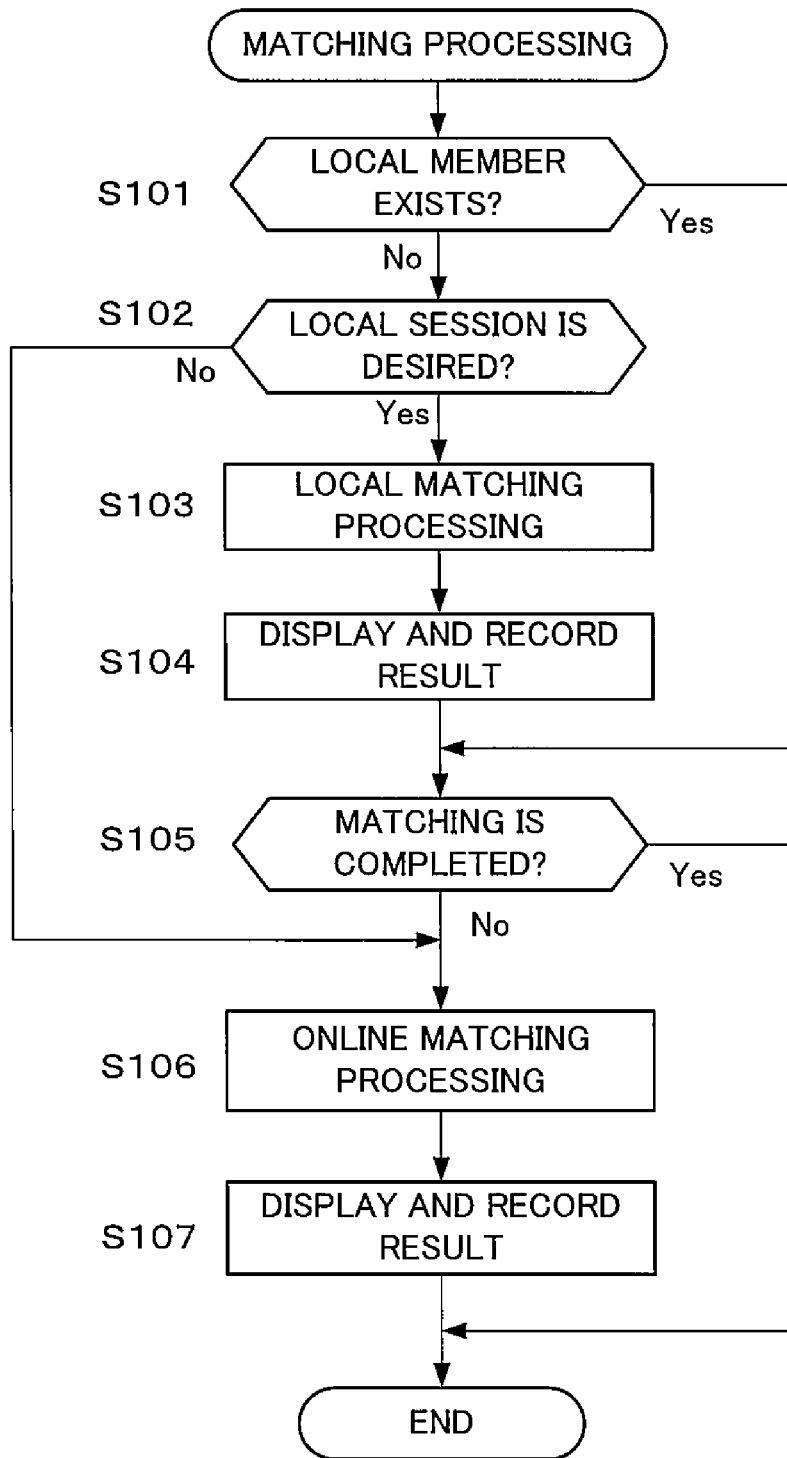 MATCHING PROCESSING
S101
LOCAL MEMBER
EXISTS?
Yes
No
S102
LOCAL SESSION IS
DESIRED?
No
Yes
S103
LOCAL MATCHING
PROCESSING
S104
DISPLAY AND RECORD
RESULT
S105
MATCHING IS
COMPLETED?
Yes
No
S106
ONLINE MATCHING
PROCESSING
S107
DISPLAY AND RECORD
RESULT
END